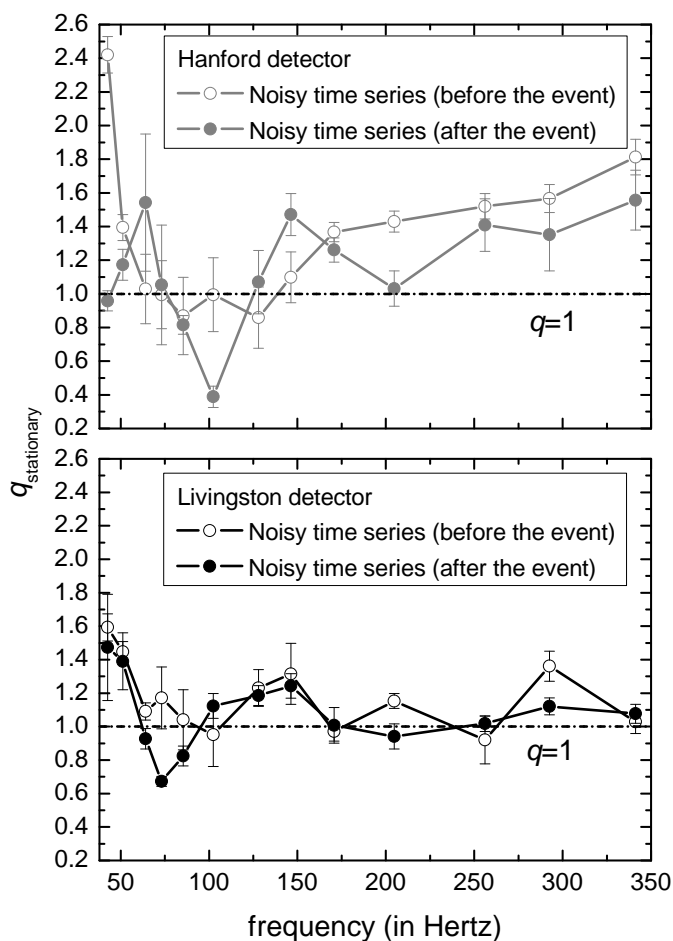 2.6
2.4
2.2
2.0
1.8
1.6
1.4
1.2
1.0
0.8
0.6
0.4
0.2
Hanford detector
Noisy time series (before the event)
Noisy time series (after the event)
q=1
qstationary
2.6
2.4
2.2
2.0
1.8
1.6
1.4
1.2
1.0
0.8
0.6
0.4
0.2
Livingston detector
Noisy time series (before the event)
Noisy time series (after the event)
q=1
50 100 150 200 250 300 350
frequency (in Hertz)